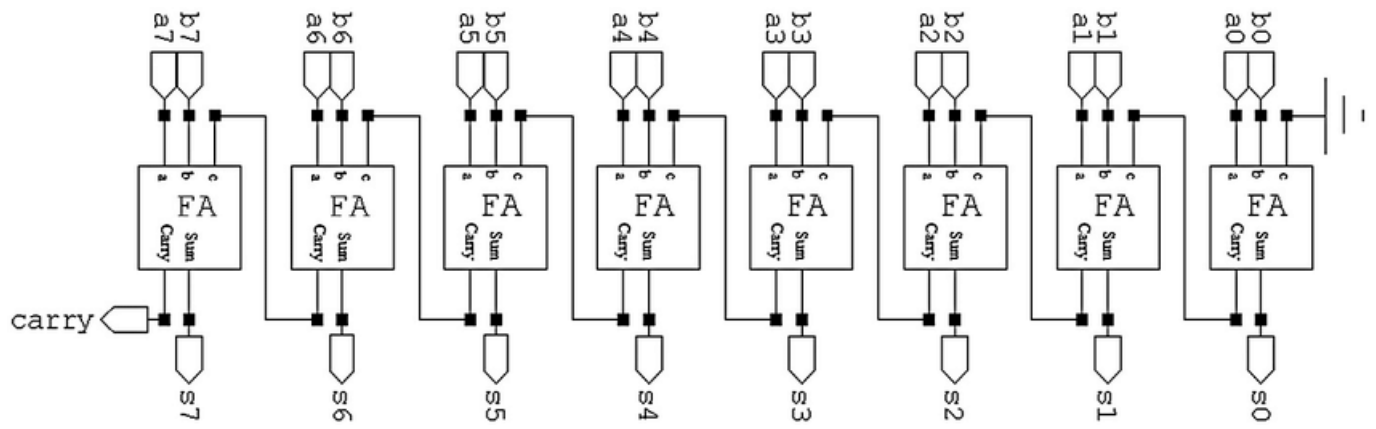 b7 b6 b5 b4 b3 b2 b1 b0
a7 a6 a5 a4 a3 a2 a1 a0
a b c a b c a b c a b c a b c a b c a b c a b c
FA FA FA FA FA FA FA FA
Carry Sum Carry Sum Carry Sum Carry Sum Carry Sum Carry Sum Carry Sum Carry Sum
carry
s7 s6 s5 s4 s3 s2 s1 s0